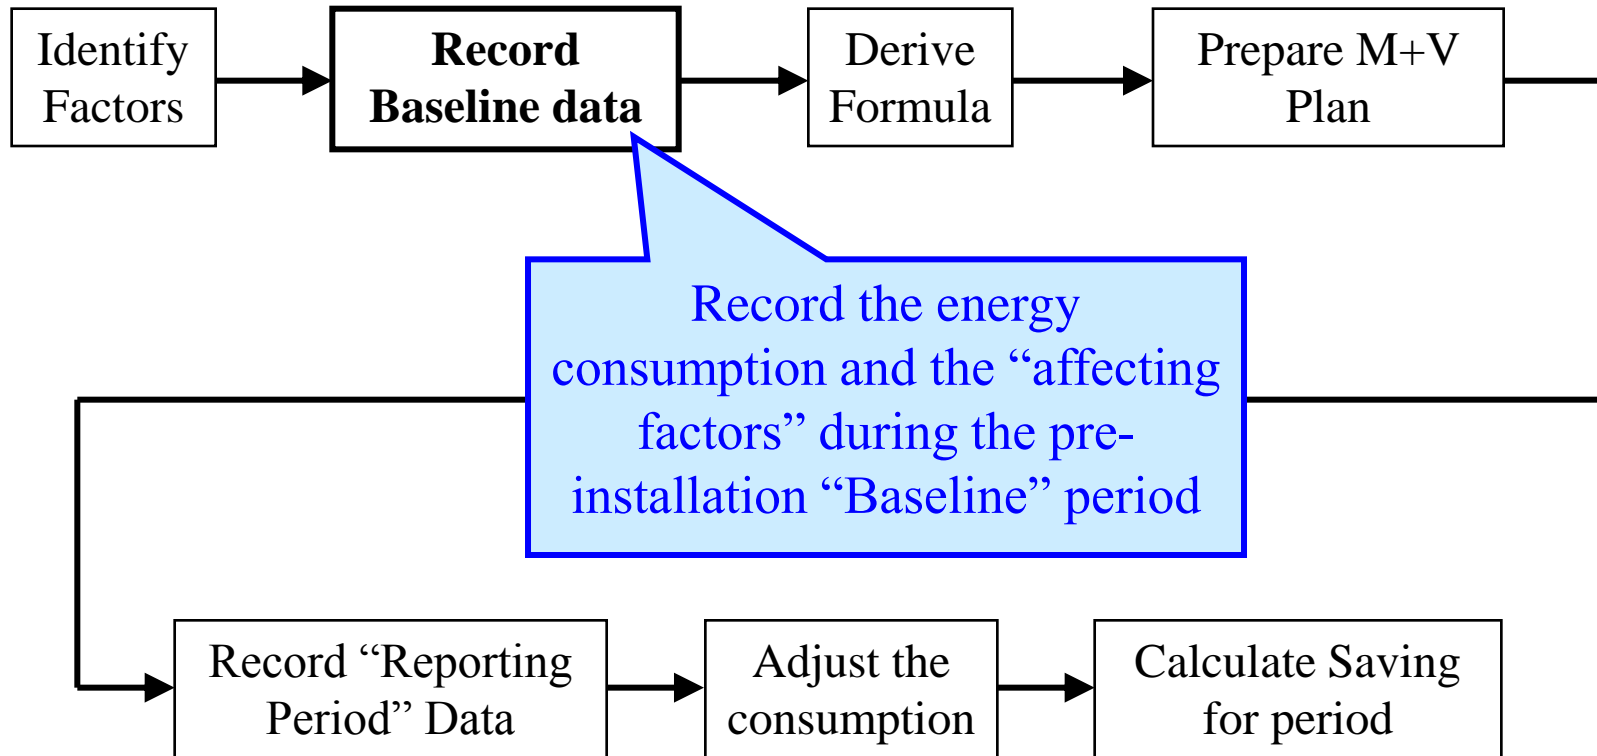 Identify
Factors
Record
Baseline data
Derive
Formula
Prepare M+V
Plan
Record the energy
consumption and the “affecting
factors” during the pre-
installation “Baseline” period
Record “Reporting
Period” Data
Adjust the
consumption
Calculate Saving
for period